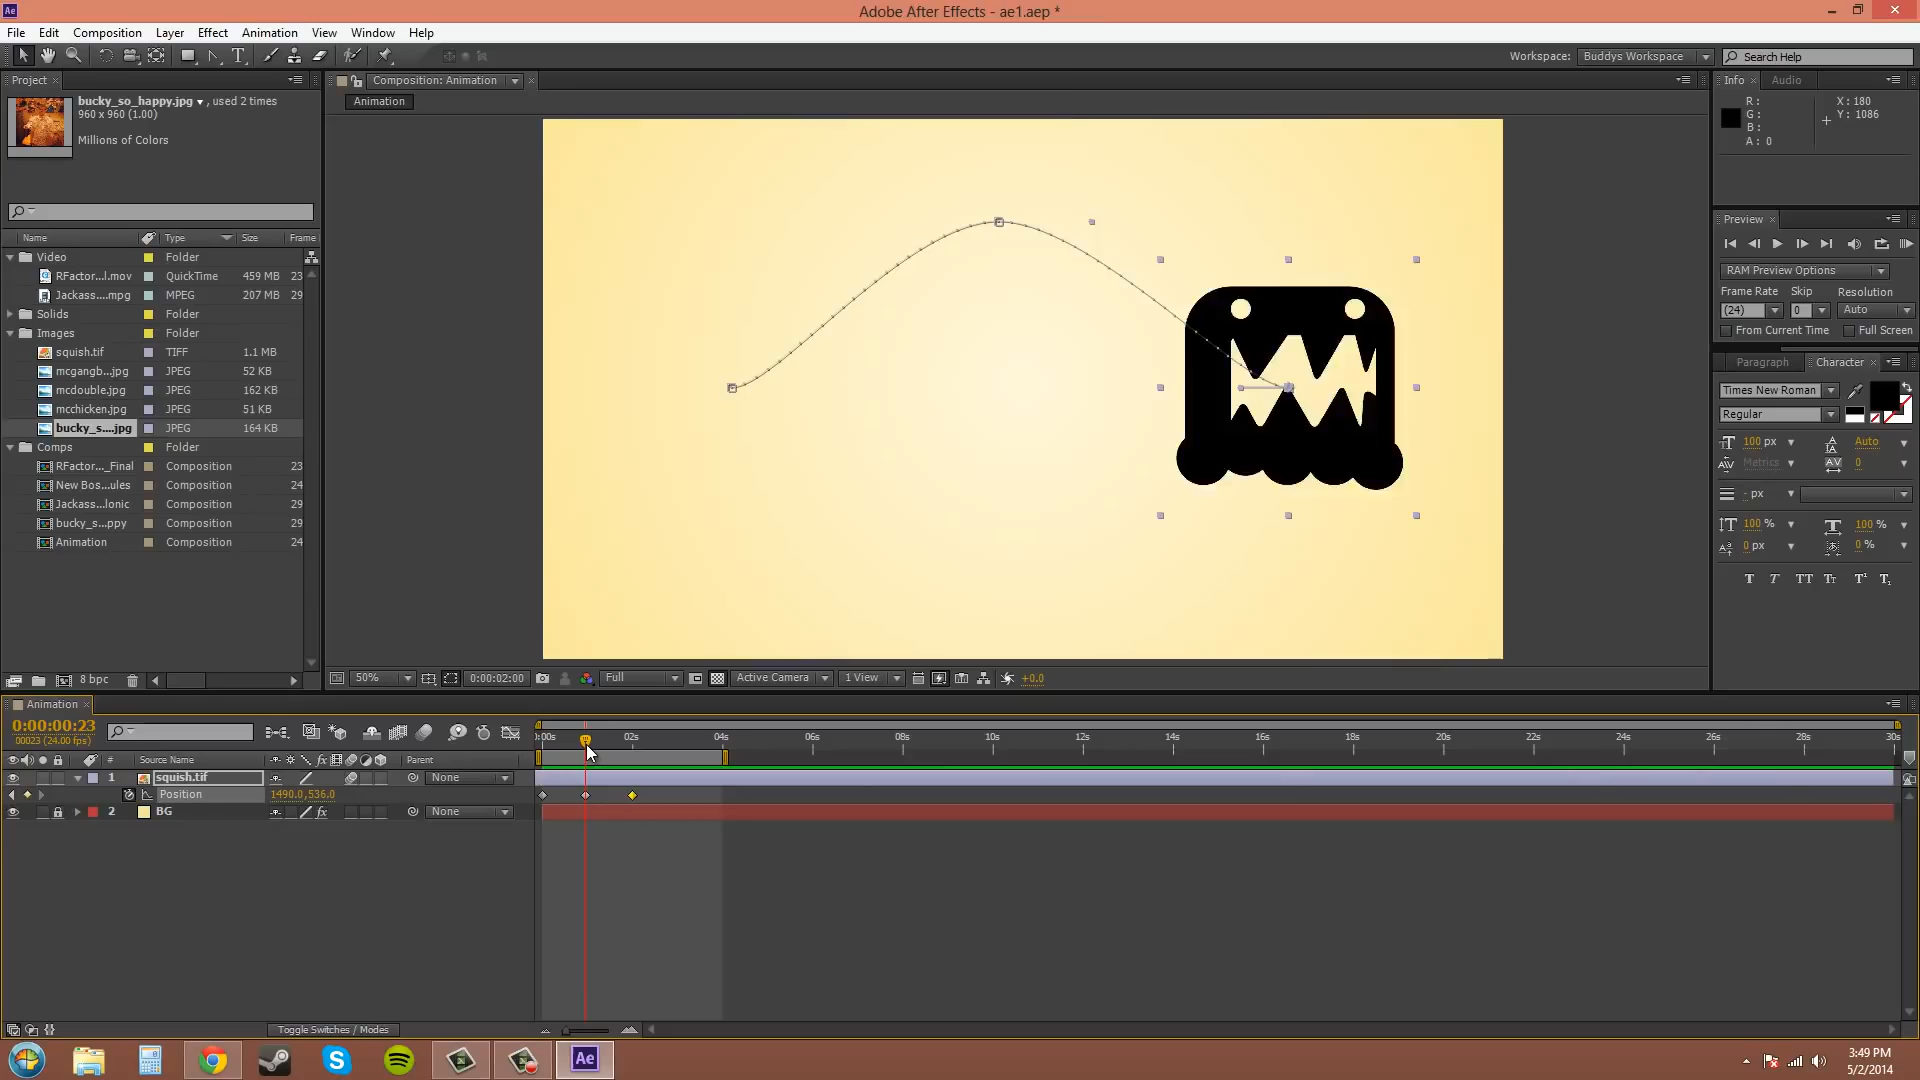 Ae
Adobe After Effects - ae1.aep *
File Edit Composition Layer Effect Animation View Window Help
Workspace: Buddys Workspace Search Help
Project
bucky_so_happy.jpg , used 2 times
960 x 960 (1.00)
Millions of Colors
Name Type Size Frame
Video Folder
RFactor...l.mov QuickTime 459 MB 23
Jackass....mpg MPEG 207 MB 29
Solids Folder
Images Folder
squish.tif TIFF 1.1 MB
mcgangb...jpg JPEG 52 KB
mcdouble.jpg JPEG 162 KB
mcchicken.jpg JPEG 51 KB
bucky_s....jpg JPEG 164 KB
Comps Folder
RFactor..._Final Composition 23
New Bos...ules Composition 24
Jackass....lonic Composition 29
bucky_s...ppy Composition 29
Animation Composition 24
8 bpc
Composition: Animation
Animation
50% 0:00:02:00 Full Active Camera 1 View +0.0
Info Audio
R: X: 180
G: Y: 1086
B:
A: 0
Preview
RAM Preview Options
Frame Rate Skip Resolution
(24) 0 Auto
From Current Time Full Screen
Paragraph Character
Times New Roman
Regular
100 px Auto
Metrics 0
- px
100 % 100 %
0 px 0 %
T T TT Tt T¹ T₁
Animation
0:00:00:23
00023 (24.00 fps)
:00s 02s 04s 06s 08s 10s 12s 14s 16s 18s 20s 22s 24s 26s 28s 30s
# Source Name Parent
1 squish.tif None
Position 1490.0,536.0
2 BG None
Toggle Switches / Modes
Ae
3:49 PM
5/2/2014